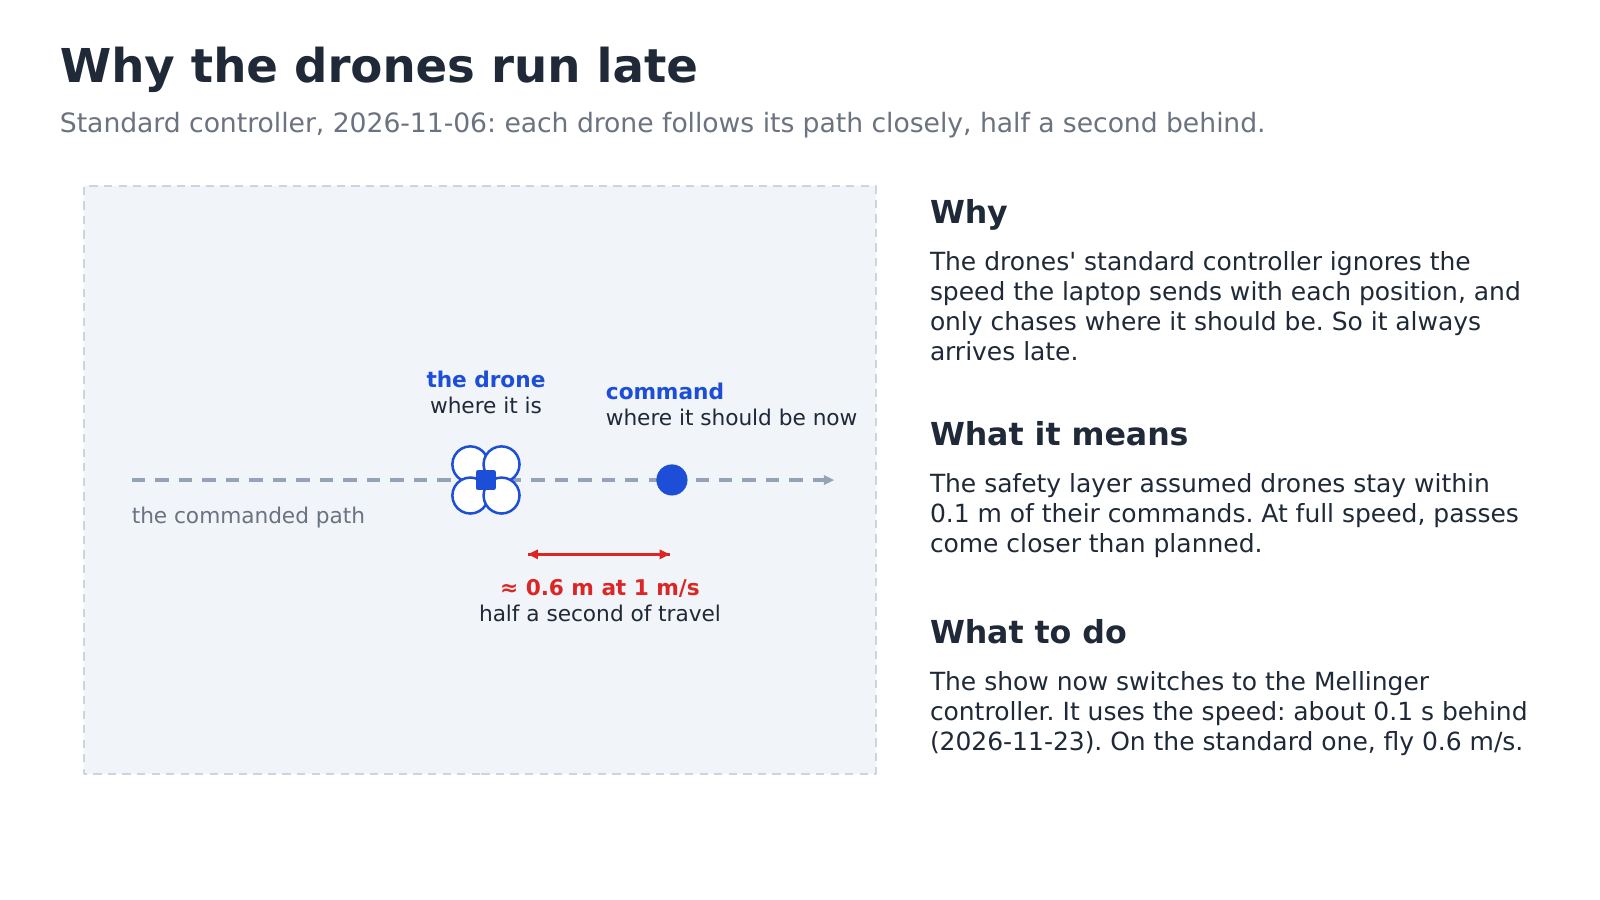 Why the drones run late
Standard controller, 2026-11-06: each drone follows its path closely, half a second behind.
the drone
where it is
command
where it should be now
the commanded path
≈ 0.6 m at 1 m/s
half a second of travel
Why
The drones' standard controller ignores the
speed the laptop sends with each position, and
only chases where it should be. So it always
arrives late.
What it means
The safety layer assumed drones stay within
0.1 m of their commands. At full speed, passes
come closer than planned.
What to do
The show now switches to the Mellinger
controller. It uses the speed: about 0.1 s behind
(2026-11-23). On the standard one, fly 0.6 m/s.